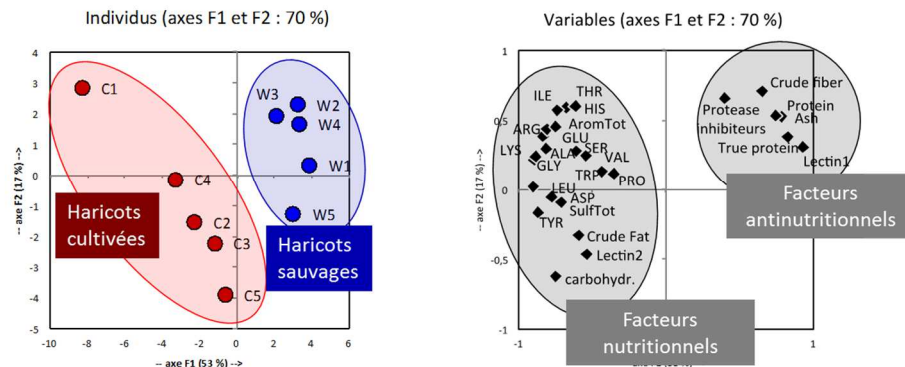 Individus (axes F1 et F2 : 70 %)
-- axe F2 (17 %) -->
4
3
2
1
0
-1
-2
-3
-4
-5
C1
W3
W2
W4
W1
C4
W5
C2
C3
C5
Haricots
cultivées
Haricots
sauvages
-10
-8
-6
-4
-2
0
2
4
6
-- axe F1 (53 %) -->
Variables (axes F1 et F2 : 70 %)
-- axe F2 (17 %) -->
1
0,5
0
-0,5
-1
THR
ILE
HIS
ARG
AromTot
GLU
LYS
ALA
SER
GLY
VAL
TRP
PRO
LEU
ASP
SulfTot
TYR
Crude Fat
Lectin2
carbohydr.
Crude fiber
Protease
Protein
inhibiteurs
Ash
True protein
Lectin1
Facteurs
antinutritionnels
Facteurs
nutritionnels
-1
1